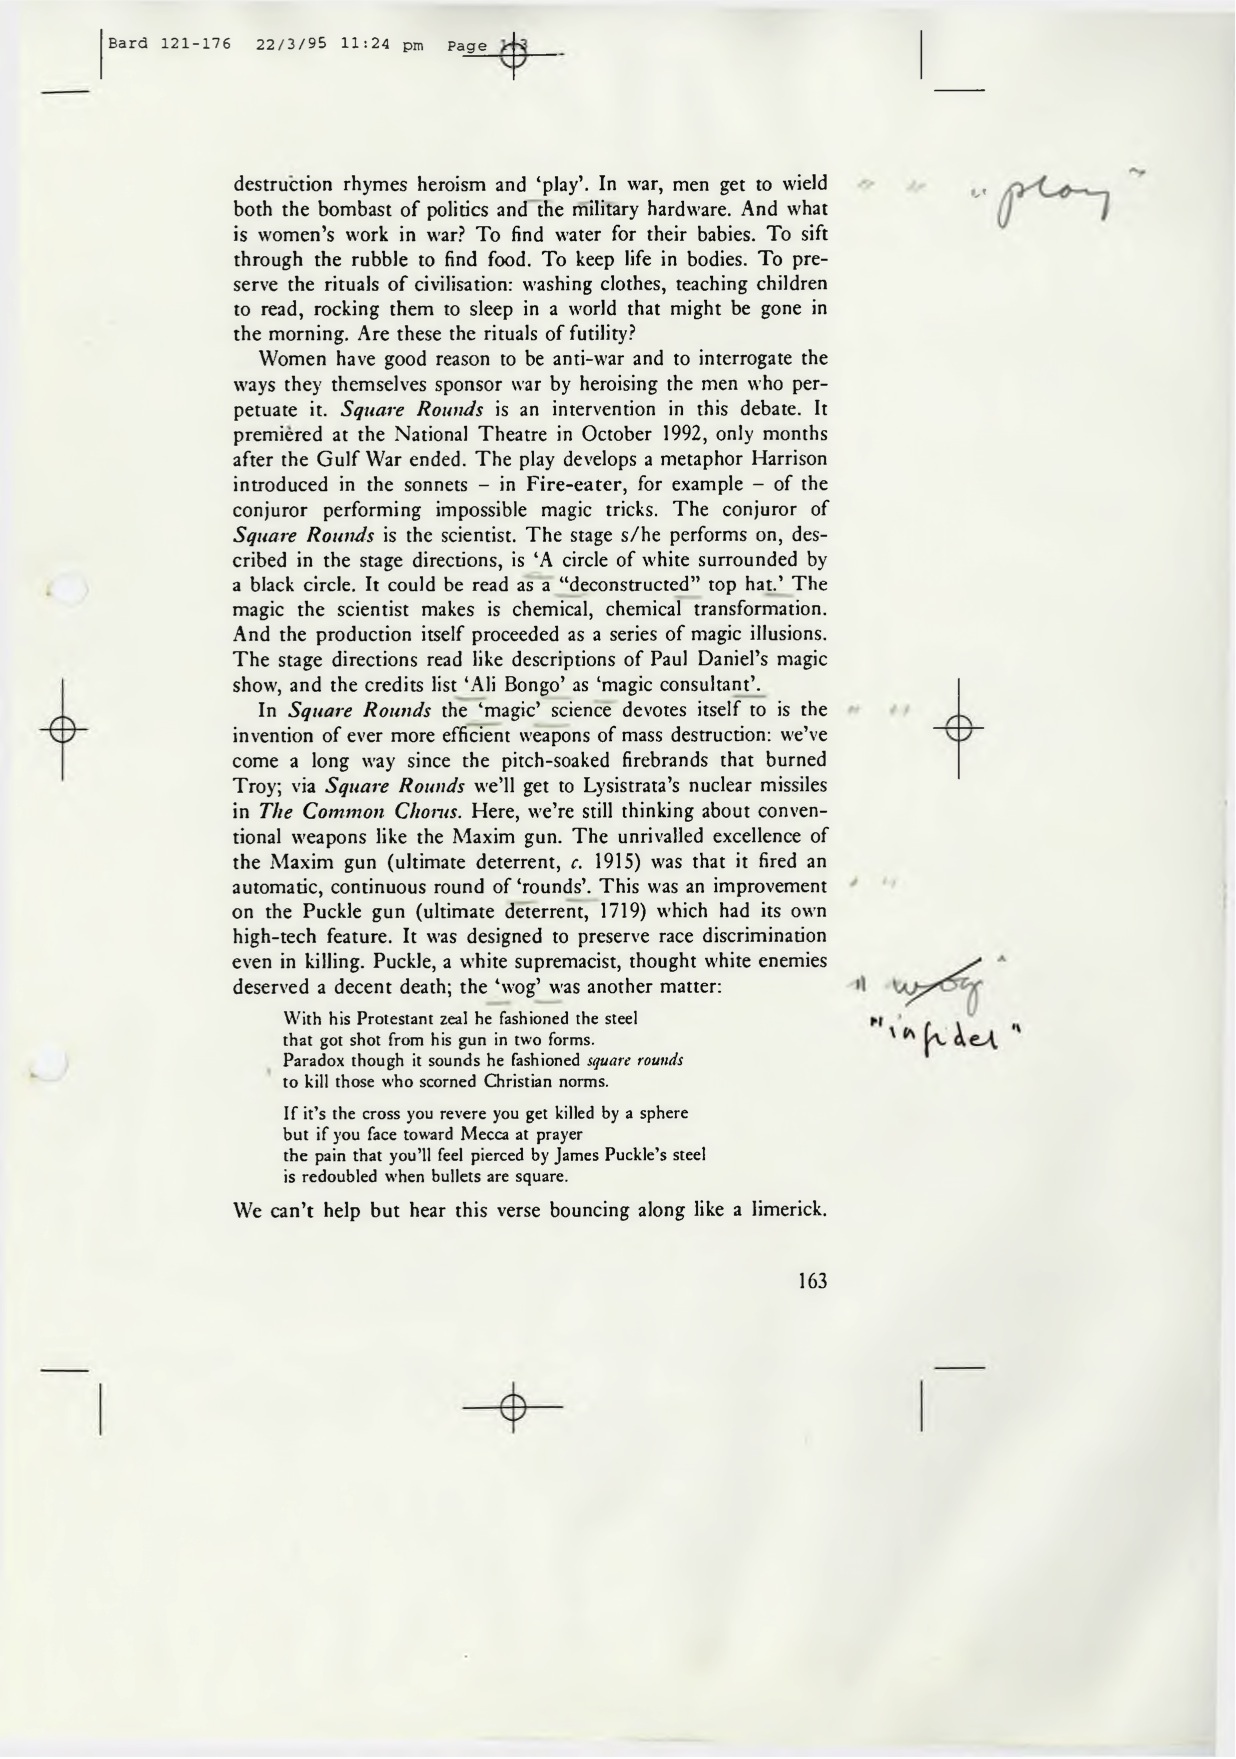 Bard 121-176 22/3/95 11:24 pm Page
destruction rhymes heroism and ‘play’. In war, men get to wield
"play"
both the bombast of politics and the military hardware. And what
is women's work in war? To find water for their babies. To sift
through the rubble to find food. To keep life in bodies. To pre-
serve the rituals of civilisation: washing clothes, teaching children
to read, rocking them to sleep in a world that might be gone in
the morning. Are these the rituals of futility?
Women have good reason to be anti-war and to interrogate the
ways they themselves sponsor war by heroising the men who per-
petuate it. Square Rounds is an intervention in this debate. It
premièred at the National Theatre in October 1992, only months
after the Gulf War ended. The play develops a metaphor Harrison
introduced in the sonnets – in Fire-eater, for example – of the
conjuror performing impossible magic tricks. The conjuror of
Square Rounds is the scientist. The stage s/he performs on, des-
cribed in the stage directions, is ‘A circle of white surrounded by
a black circle. It could be read as a “deconstructed” top hat.’ The
magic the scientist makes is chemical, chemical transformation.
And the production itself proceeded as a series of magic illusions.
The stage directions read like descriptions of Paul Daniel's magic
show, and the credits list ‘Ali Bongo’ as ‘magic consultant’.
In Square Rounds the ‘magic’ science devotes itself to is the
invention of ever more efficient weapons of mass destruction: we've
come a long way since the pitch-soaked firebrands that burned
Troy; via Square Rounds we'll get to Lysistrata's nuclear missiles
in The Common Chorus. Here, we're still thinking about conven-
tional weapons like the Maxim gun. The unrivalled excellence of
the Maxim gun (ultimate deterrent, c. 1915) was that it fired an
automatic, continuous round of ‘rounds’. This was an improvement
on the Puckle gun (ultimate deterrent, 1719) which had its own
high-tech feature. It was designed to preserve race discrimination
even in killing. Puckle, a white supremacist, thought white enemies
deserved a decent death; the ‘wog’ was another matter:
"wog"
"infidel"
With his Protestant zeal he fashioned the steel
that got shot from his gun in two forms.
Paradox though it sounds he fashioned square rounds
to kill those who scorned Christian norms.
If it's the cross you revere you get killed by a sphere
but if you face toward Mecca at prayer
the pain that you'll feel pierced by James Puckle's steel
is redoubled when bullets are square.
We can't help but hear this verse bouncing along like a limerick.
163